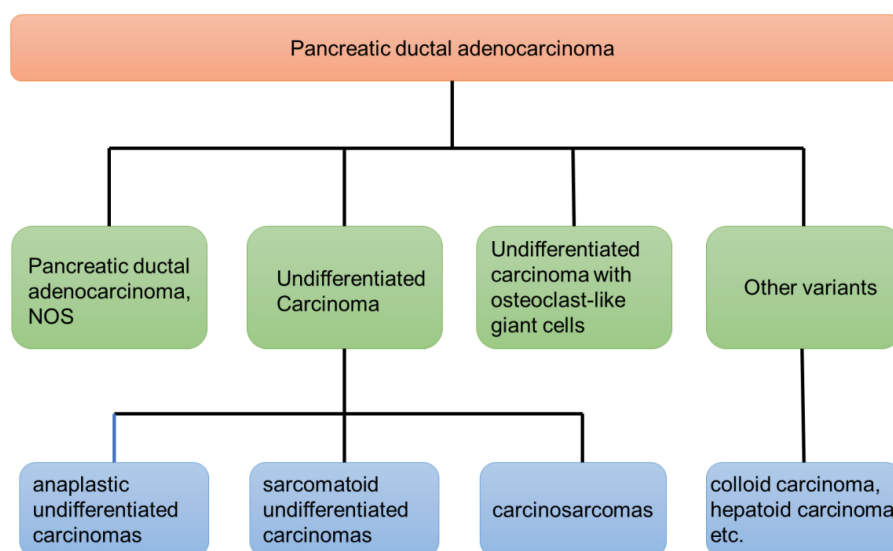 Pancreatic ductal adenocarcinoma
Pancreatic ductal
adenocarcinoma,
NOS
Undifferentiated
Carcinoma
Undifferentiated
carcinoma with
osteoclast-like
giant cells
Other variants
anaplastic
undifferentiated
carcinomas
sarcomatoid
undifferentiated
carcinomas
carcinosarcomas
colloid carcinoma,
hepatoid carcinoma
etc.